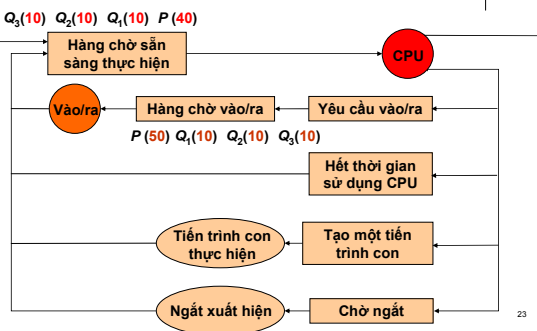 Q3(10) Q2(10) Q1(10) P (40)
Hàng chờ sẵn
sàng thực hiện
CPU
Vào/ra
Hàng chờ vào/ra
Yêu cầu vào/ra
P (50) Q1(10) Q2(10) Q3(10)
Hết thời gian
sử dụng CPU
Tiến trình con
thực hiện
Tạo một tiến
trình con
Ngắt xuất hiện
Chờ ngắt
23